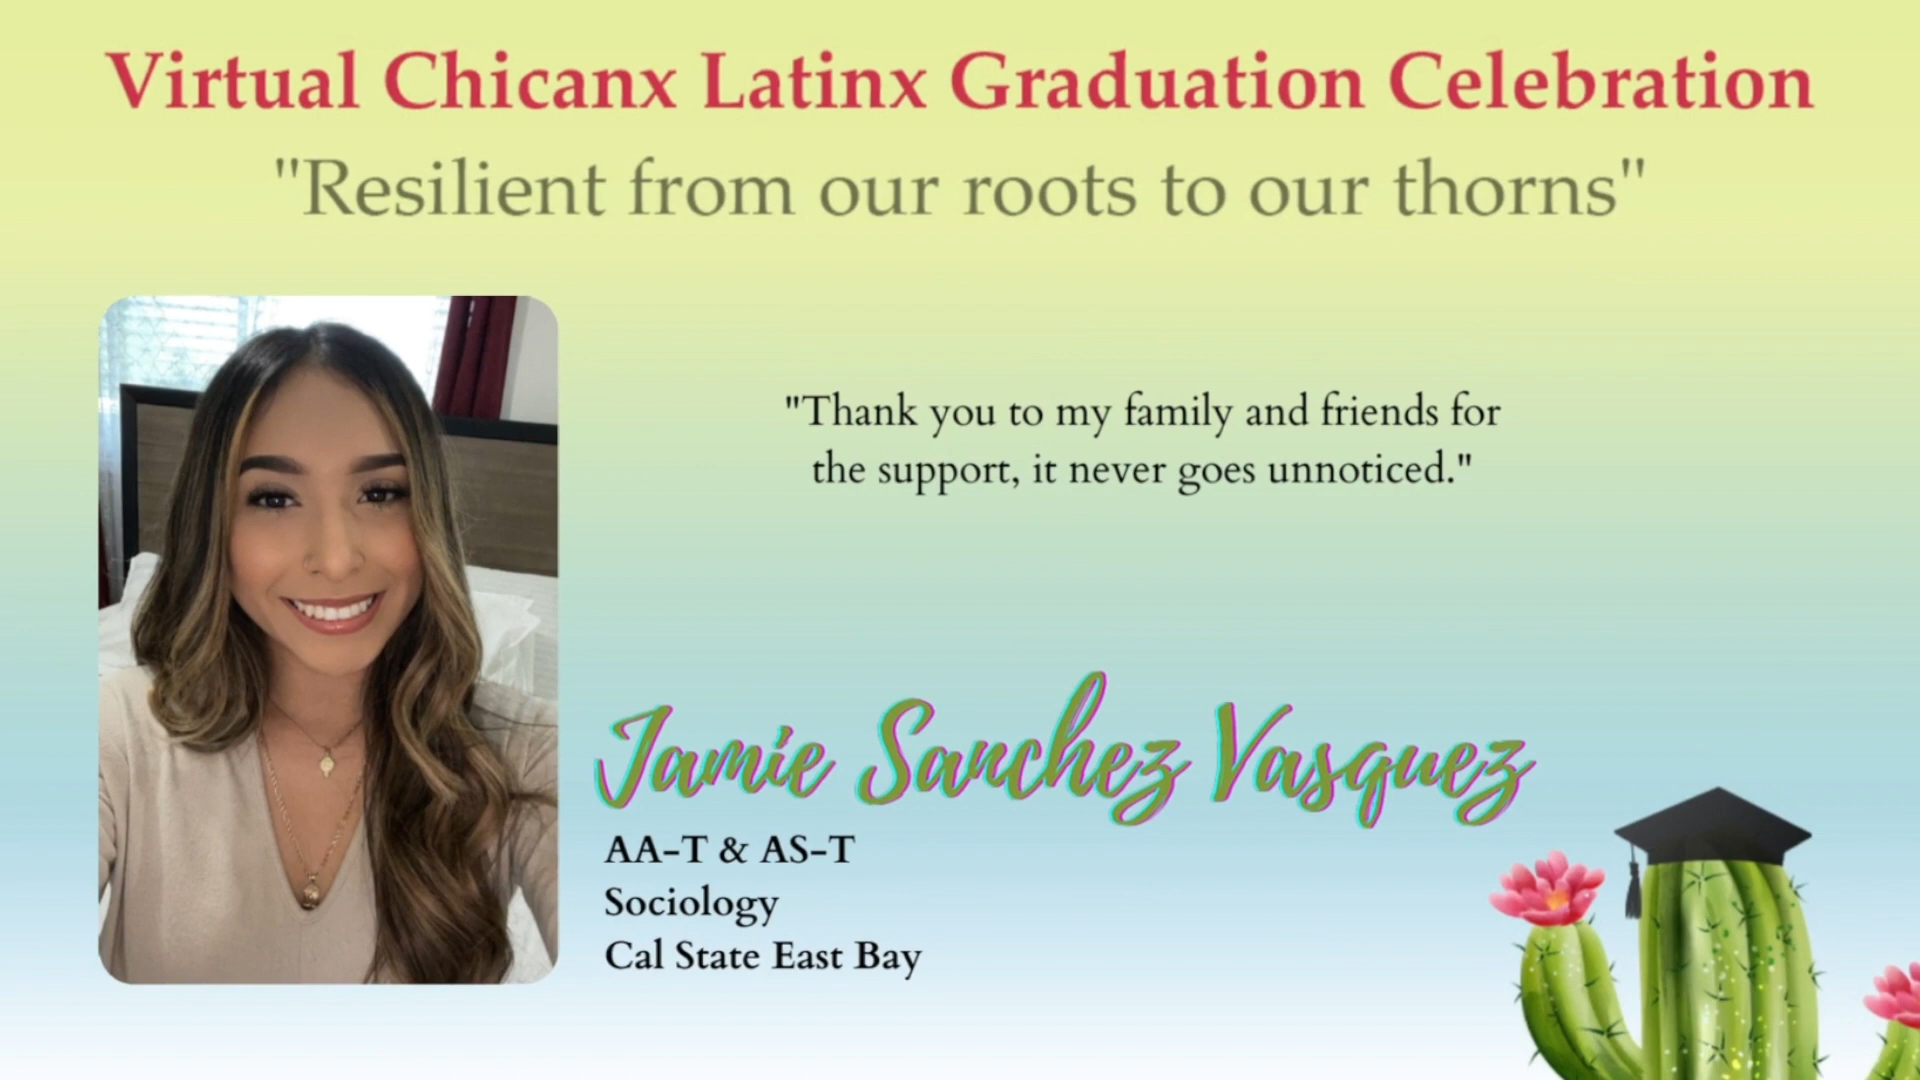 Virtual Chicanx Latinx Graduation Celebration
"Resilient from our roots to our thorns"
"Thank you to my family and friends for
the support, it never goes unnoticed."
Jamie Sanchez Vasquez
AA-T & AS-T
Sociology
Cal State East Bay